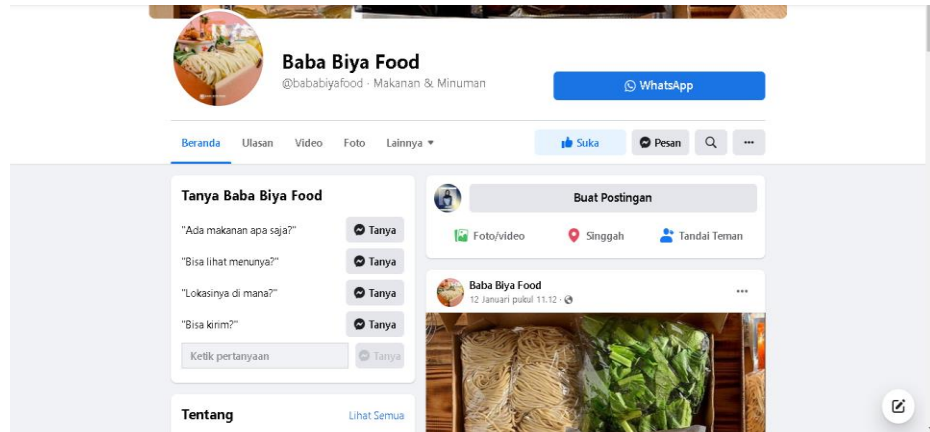 Baba Biya Food
@bababiyafood · Makanan & Minuman
WhatsApp
Beranda Ulasan Video Foto Lainnya
Suka Pesan
Tanya Baba Biya Food
"Ada makanan apa saja?" Tanya
"Bisa lihat menunya?" Tanya
"Lokasinya di mana?" Tanya
"Bisa kirim?" Tanya
Ketik pertanyaan Tanya
Tentang Lihat Semua
Buat Postingan
Foto/video Singgah Tandai Teman
Baba Biya Food
12 Januari pukul 11.12 ·